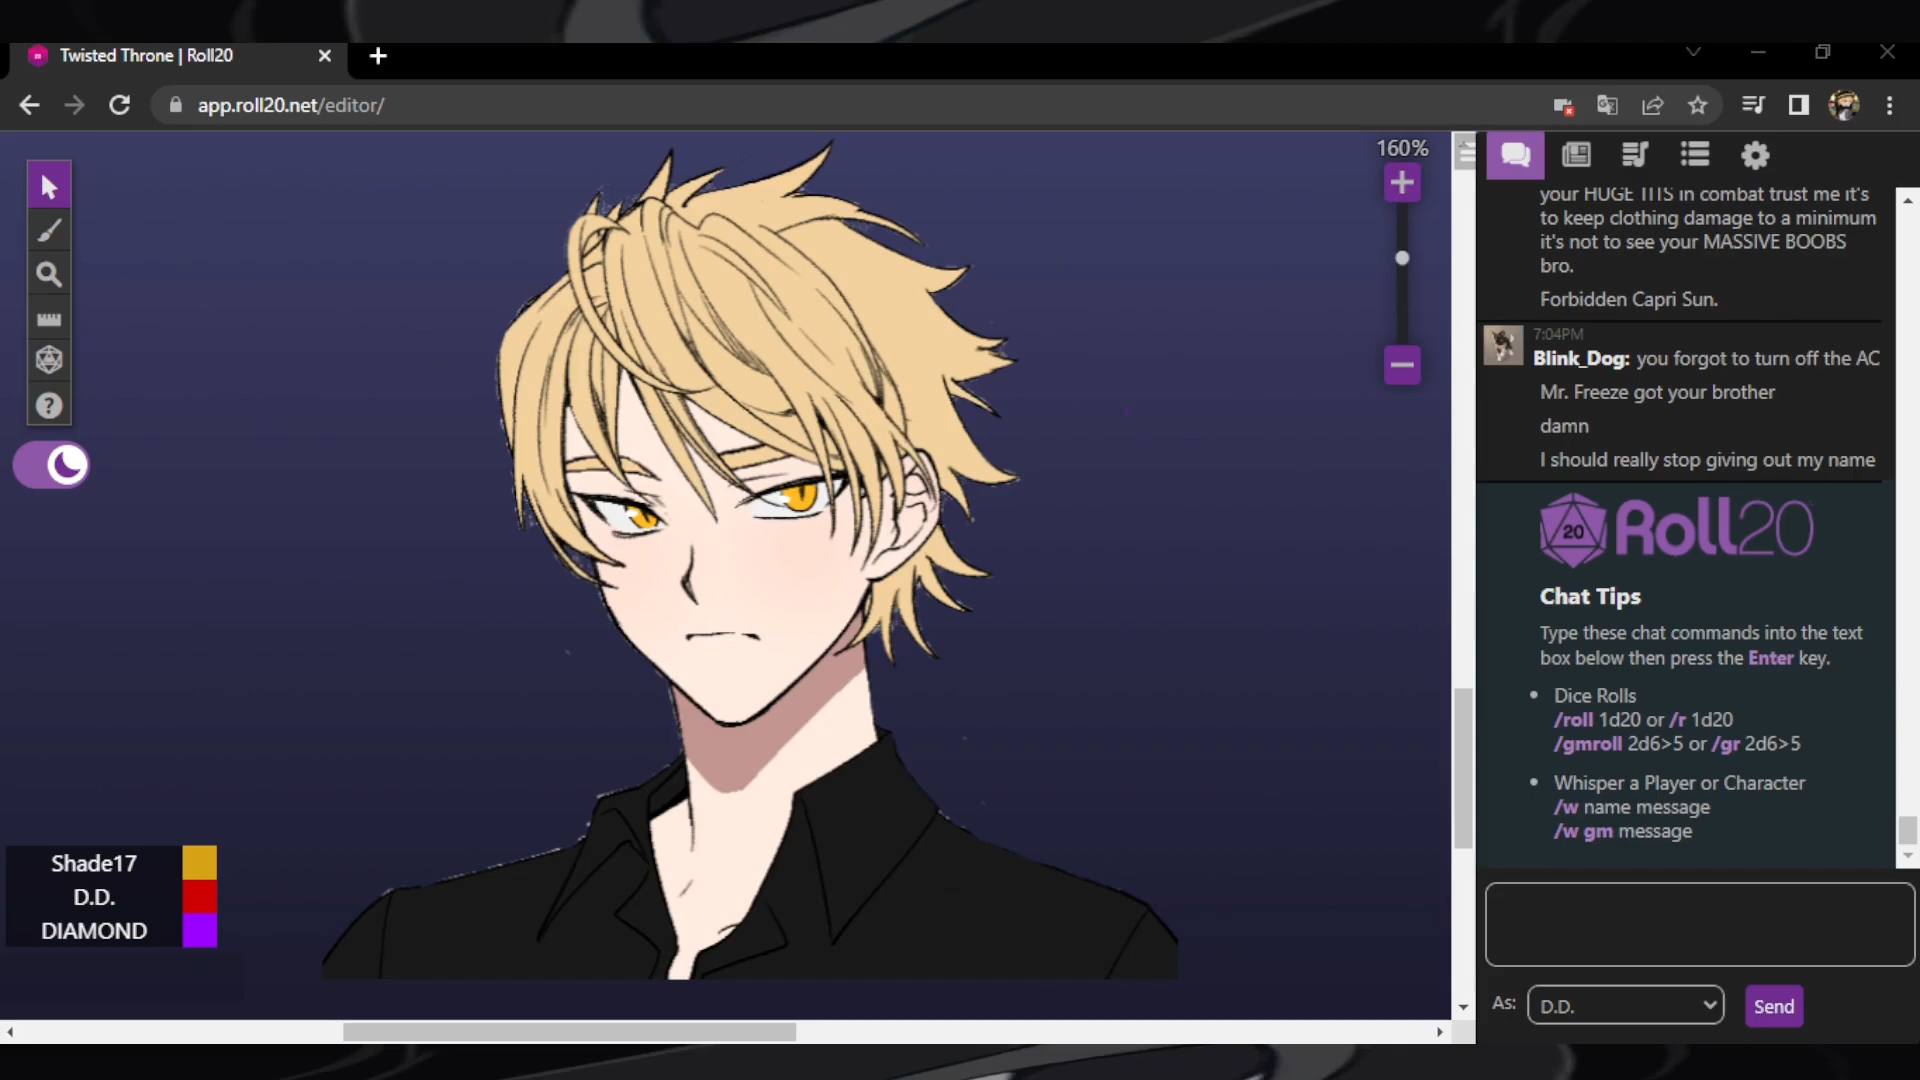 Twisted Throne | Roll20
app.roll20.net/editor/
160%
your HUGE TITS in combat trust me it's
to keep clothing damage to a minimum
it's not to see your MASSIVE BOOBS
bro.
Forbidden Capri Sun.
7:04PM
Blink_Dog: you forgot to turn off the AC
Mr. Freeze got your brother
damn
I should really stop giving out my name
20 Roll20
Chat Tips
Type these chat commands into the text
box below then press the Enter key.
• Dice Rolls
/roll 1d20 or /r 1d20
/gmroll 2d6>5 or /gr 2d6>5
• Whisper a Player or Character
/w name message
/w gm message
Shade17
D.D.
DIAMOND
As: D.D. Send